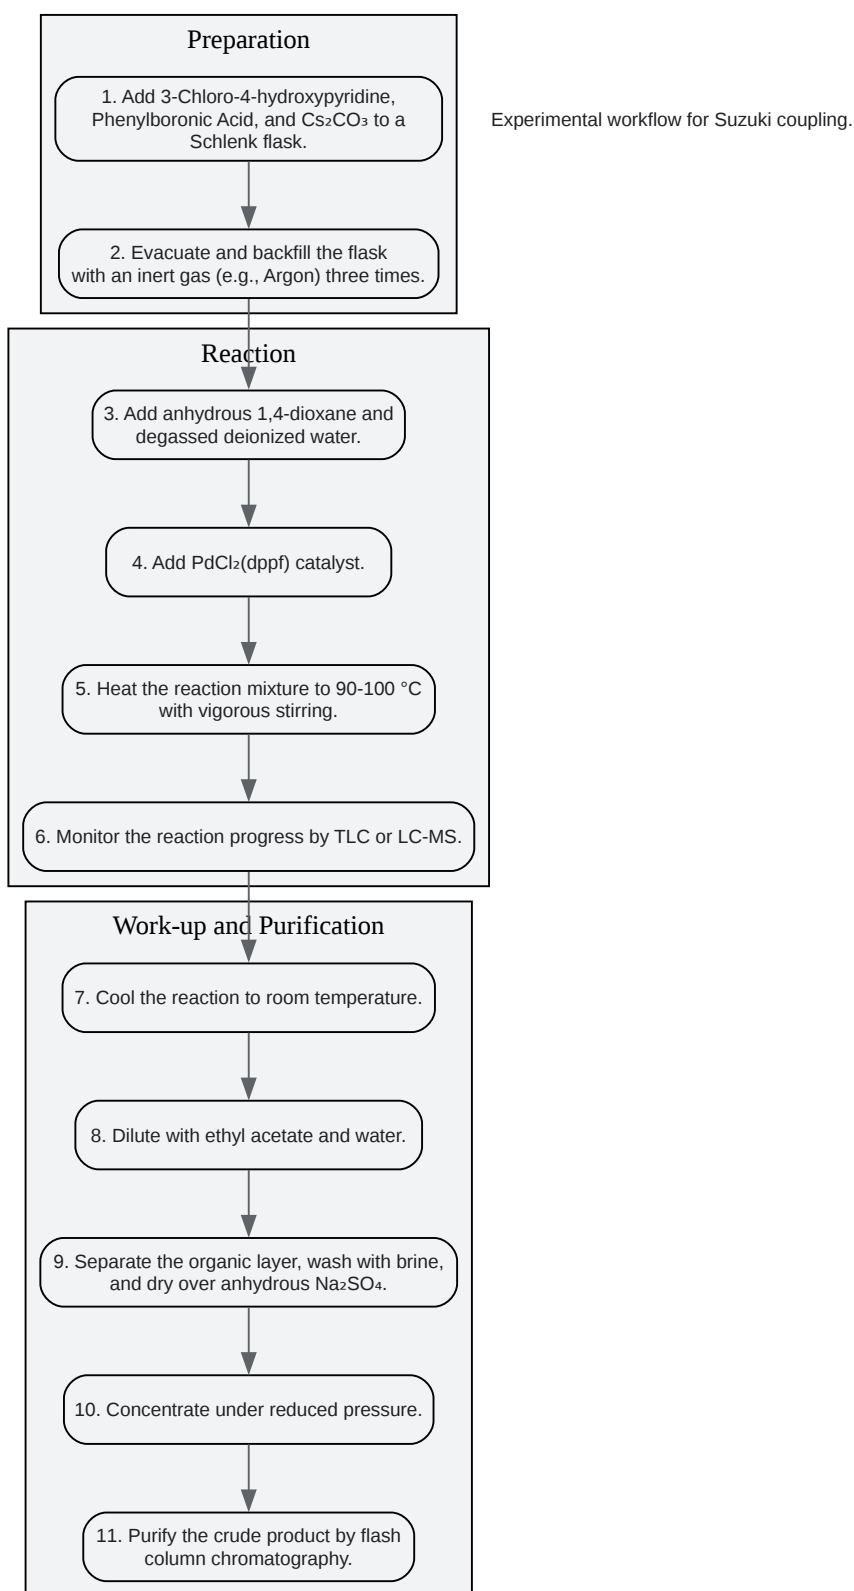 Preparation
1. Add 3-Chloro-4-hydroxypyridine,
Phenylboronic Acid, and Cs₂CO₃ to a
Schlenk flask.
Experimental workflow for Suzuki coupling.
2. Evacuate and backfill the flask
with an inert gas (e.g., Argon) three times.
Reaction
3. Add anhydrous 1,4-dioxane and
degassed deionized water.
4. Add PdCl₂(dppf) catalyst.
5. Heat the reaction mixture to 90-100 °C
with vigorous stirring.
6. Monitor the reaction progress by TLC or LC-MS.
Work-up and Purification
7. Cool the reaction to room temperature.
8. Dilute with ethyl acetate and water.
9. Separate the organic layer, wash with brine,
and dry over anhydrous Na₂SO₄.
10. Concentrate under reduced pressure.
11. Purify the crude product by flash
column chromatography.